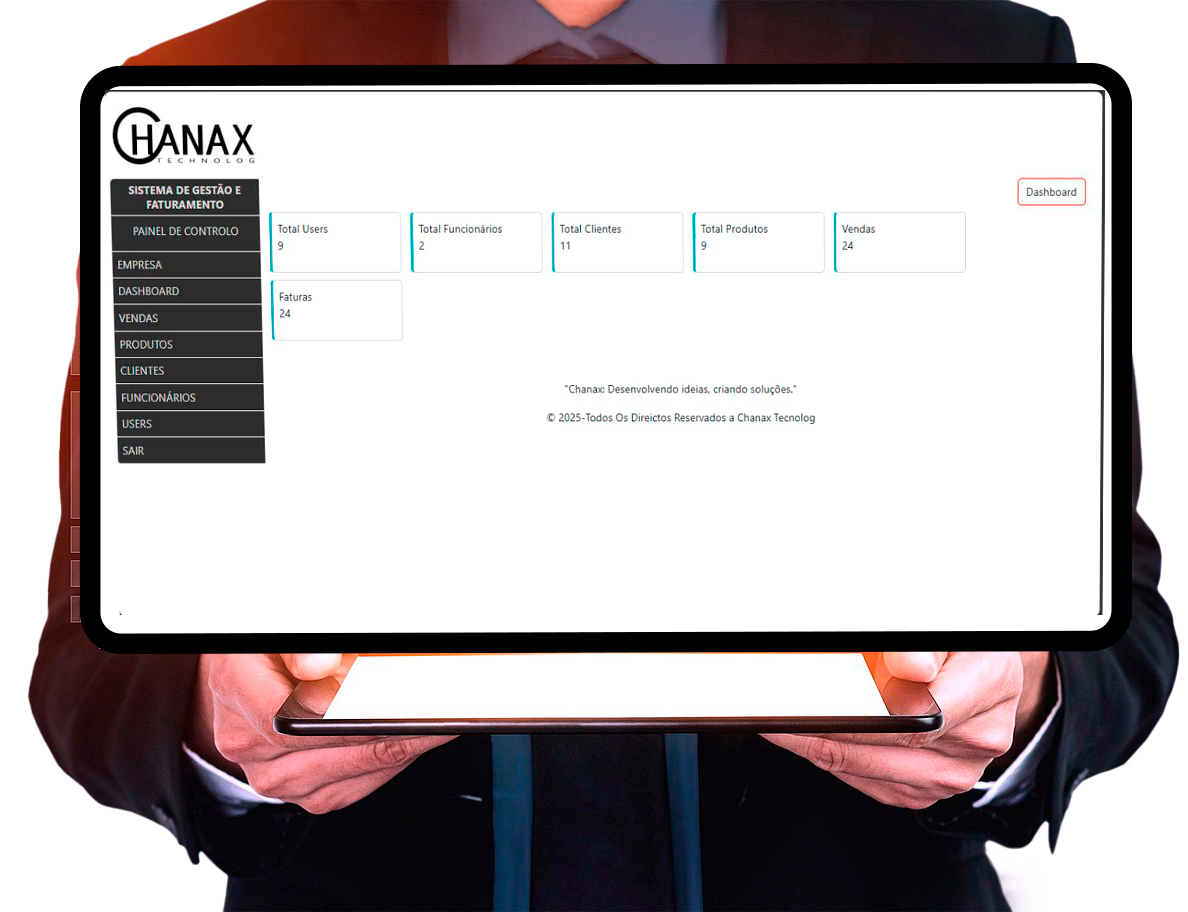 CHANAX
TECHNOLOG
SISTEMA DE GESTÃO E
FATURAMENTO
PAINEL DE CONTROLO
EMPRESA
DASHBOARD
VENDAS
PRODUTOS
CLIENTES
FUNCIONÁRIOS
USERS
SAIR
Dashboard
Total Users
9
Total Funcionários
2
Total Clientes
11
Total Produtos
9
Vendas
24
Faturas
24
"Chanax: Desenvolvendo ideias, criando soluções."
© 2025-Todos Os Direictos Reservados a Chanax Tecnolog